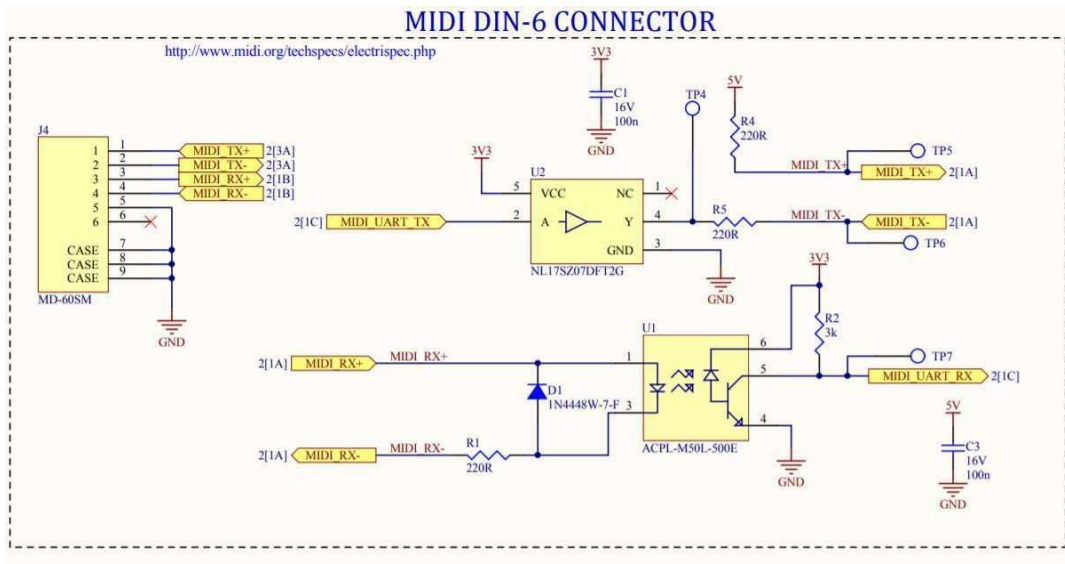 MIDI DIN-6 CONNECTOR
http://www.midi.org/techspecs/electrispec.php
3V3
C1
16V
100n
GND
TP4
5V
R4
220R
TP5
MIDI_TX+
MIDI_TX+ 2[1A]
J4
1 1 MIDI_TX+ 2[3A]
2 2 MIDI_TX- 2[3A]
3 3 MIDI_RX+ 2[1B]
4 4 MIDI_RX- 2[1B]
5 5
6 6
CASE 7
CASE 8
CASE 9
MD-60SM
GND
3V3
U2
5 VCC NC 1
2[1C] MIDI_UART_TX 2 A Y 4
GND 3
NL17SZ07DFT2G
GND
R5
220R
MIDI_TX-
MIDI_TX- 2[1A]
TP6
3V3
R2
3k
U1
2[1A] MIDI_RX+ MIDI_RX+ 1
6
5
TP7
MIDI_UART_RX 2[1C]
D1
1N4448W-7-F
3
4
ACPL-M50L-500E
GND
2[1A] MIDI_RX- MIDI_RX- R1
220R
5V
C3
16V
100n
GND